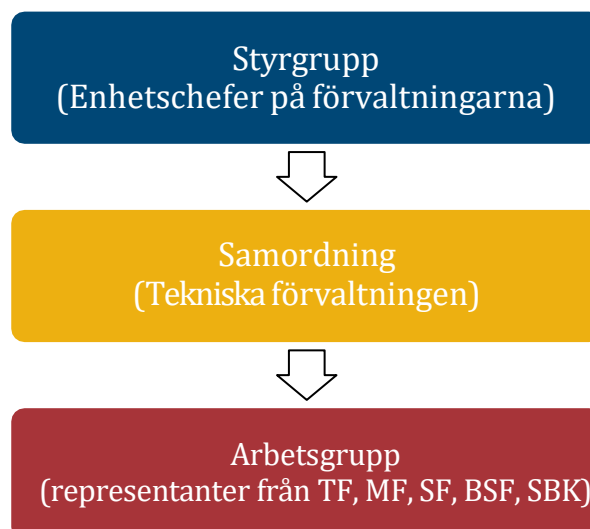 Styrgrupp
(Enhetschefer på förvaltningarna)
Samordning
(Tekniska förvaltningen)
Arbetsgrupp
(representanter från TF, MF, SF, BSF, SBK)